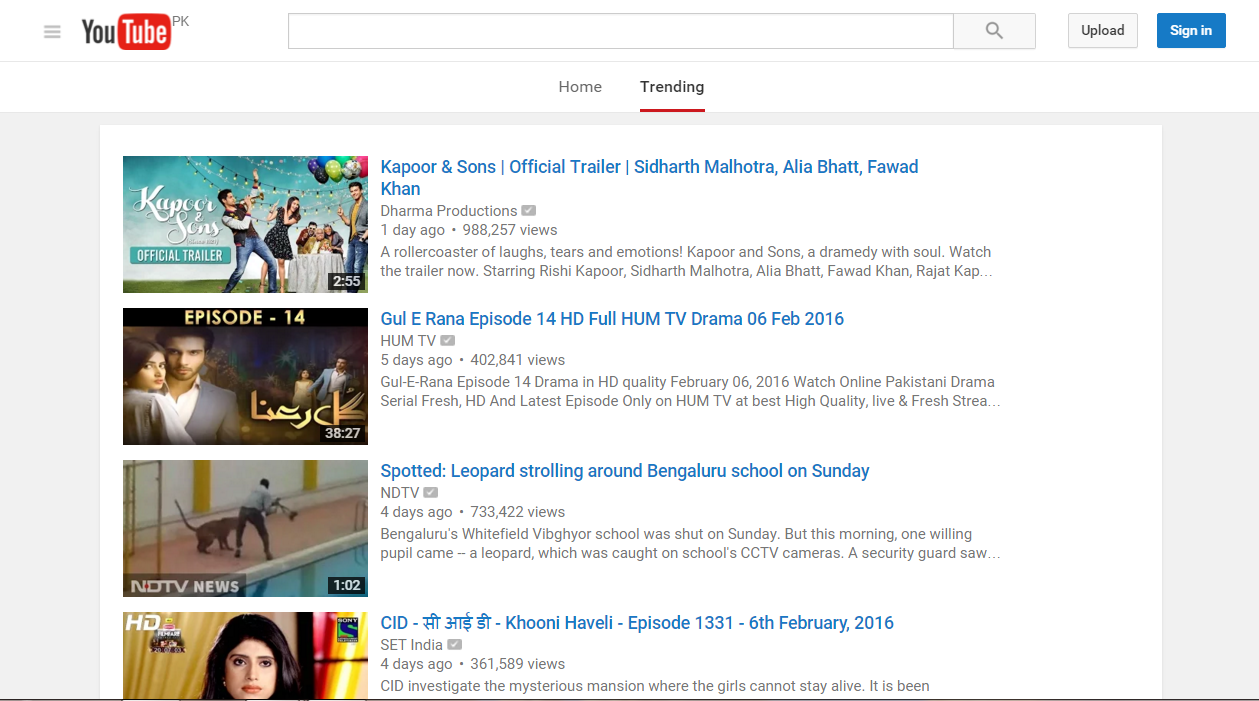 YouTube PK
Upload
Sign in
Home
Trending
Kapoor & Sons
OFFICIAL TRAILER
2:55
Kapoor & Sons | Official Trailer | Sidharth Malhotra, Alia Bhatt, Fawad
Khan
Dharma Productions
1 day ago • 988,257 views
A rollercoaster of laughs, tears and emotions! Kapoor and Sons, a dramedy with soul. Watch
the trailer now. Starring Rishi Kapoor, Sidharth Malhotra, Alia Bhatt, Fawad Khan, Rajat Kap...
EPISODE - 14
گل رعنا
38:27
Gul E Rana Episode 14 HD Full HUM TV Drama 06 Feb 2016
HUM TV
5 days ago • 402,841 views
Gul-E-Rana Episode 14 Drama in HD quality February 06, 2016 Watch Online Pakistani Drama
Serial Fresh, HD And Latest Episode Only on HUM TV at best High Quality, live & Fresh Strea...
NDTV NEWS
1:02
Spotted: Leopard strolling around Bengaluru school on Sunday
NDTV
4 days ago • 733,422 views
Bengaluru's Whitefield Vibghyor school was shut on Sunday. But this morning, one willing
pupil came -- a leopard, which was caught on school's CCTV cameras. A security guard saw...
HD
SONY
CID - सी आई डी - Khooni Haveli - Episode 1331 - 6th February, 2016
SET India
4 days ago • 361,589 views
CID investigate the mysterious mansion where the girls cannot stay alive. It is been